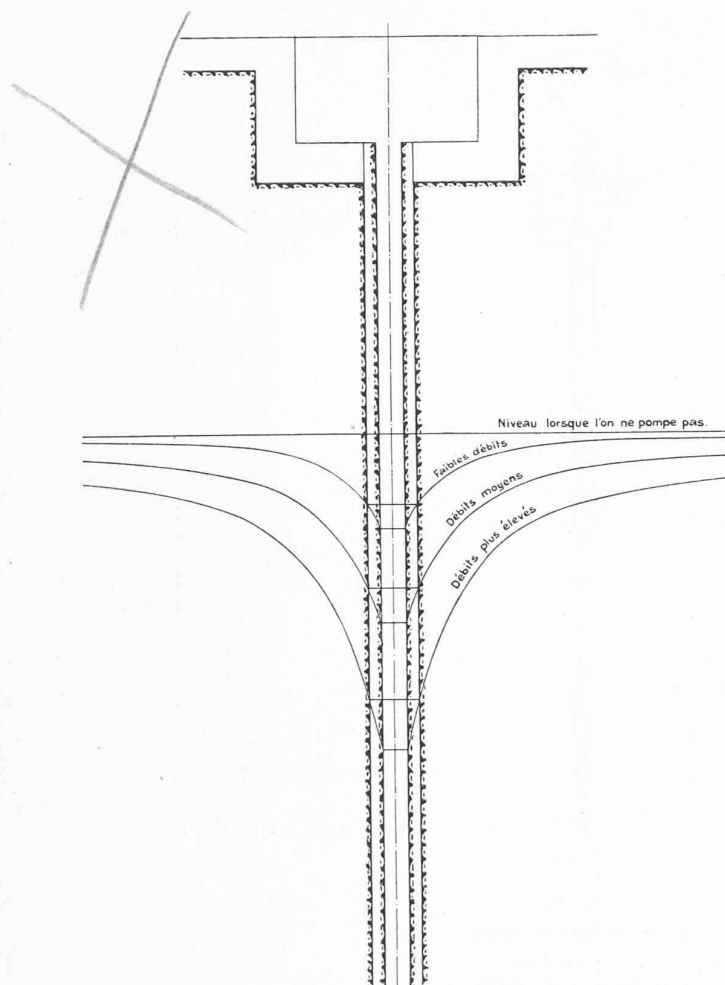 Niveau lorsque l'on ne pompe pas.
Faibles débits
Débits moyens
Débits plus élevés